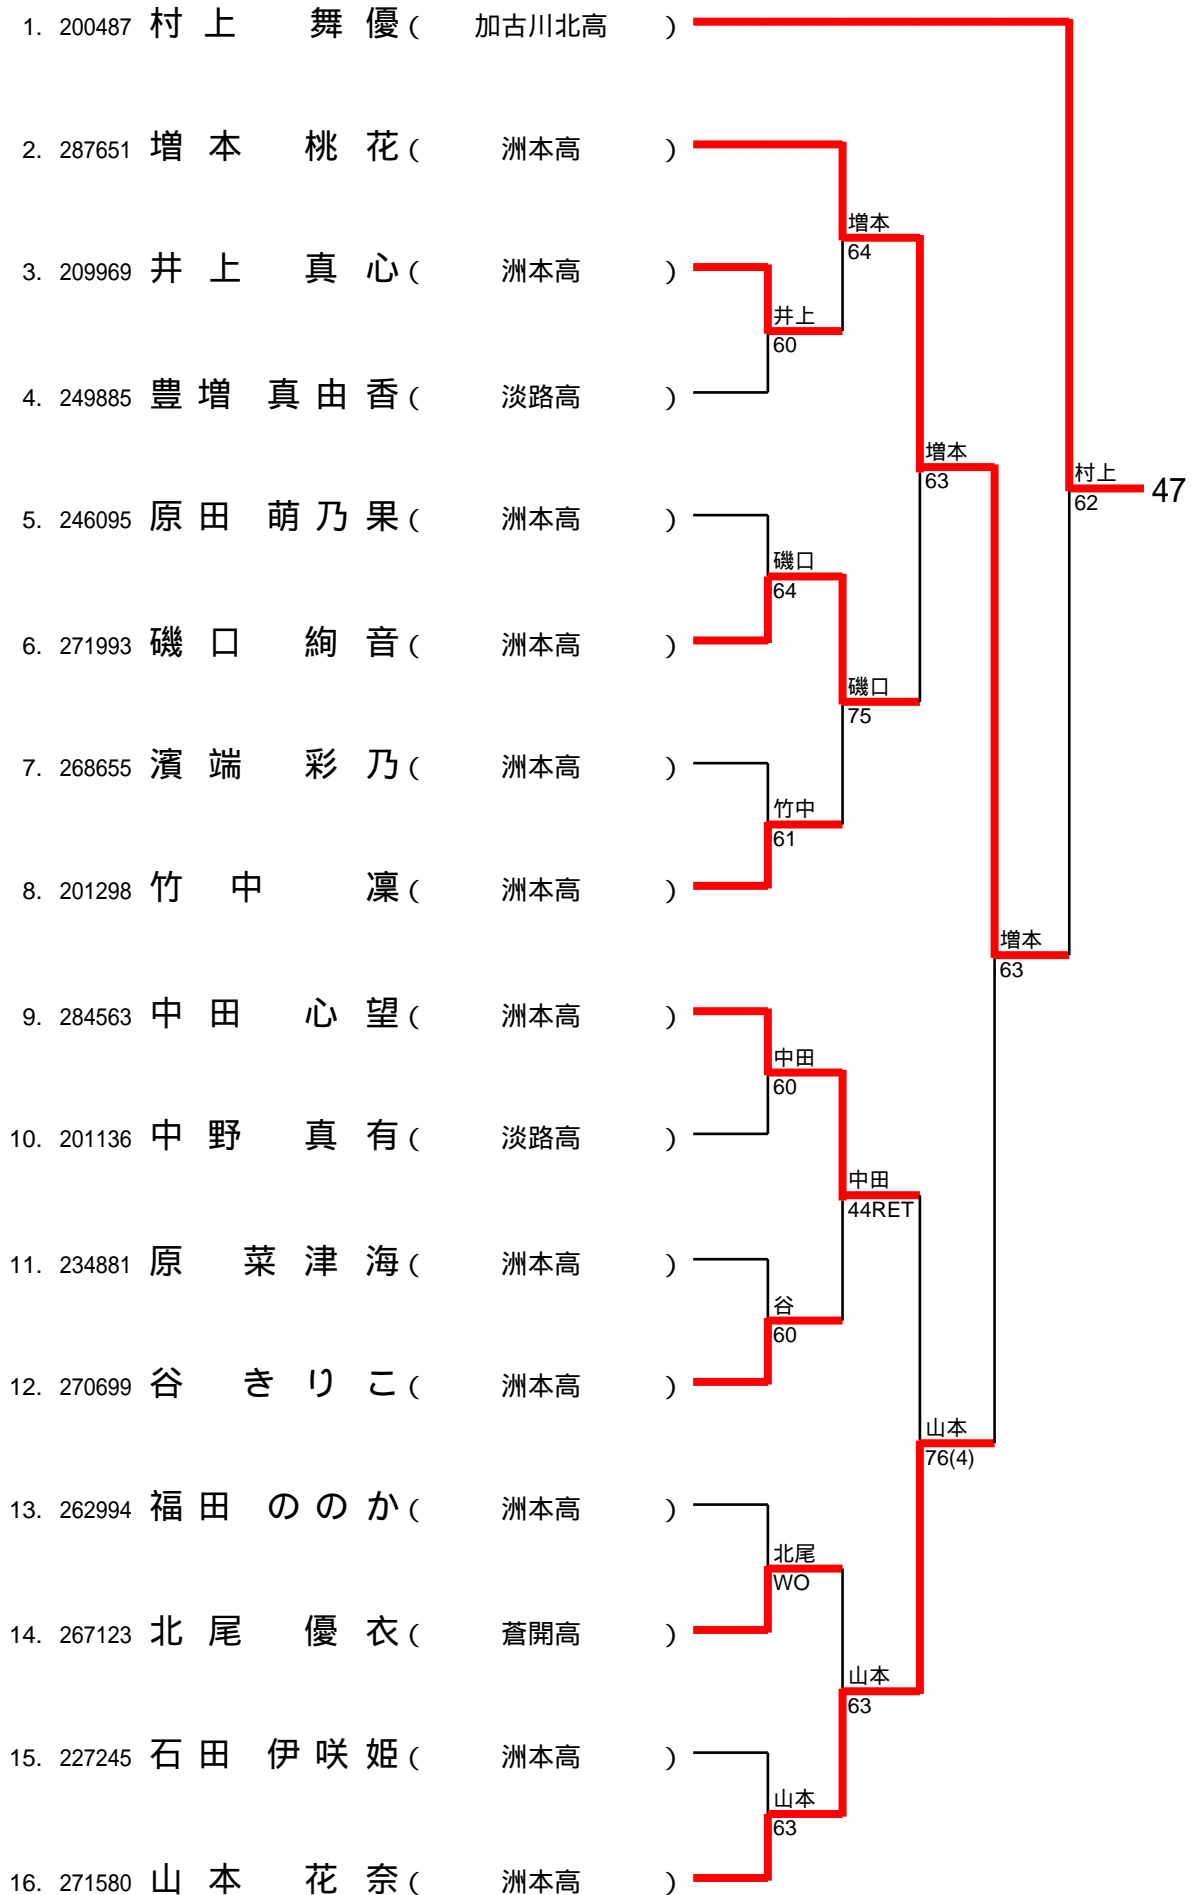 1. 200487 村上 舞優 ( 加古川北高 )
2. 287651 増本 桃花 ( 洲本高 )
増本
64
3. 209969 井上 真心 ( 洲本高 )
井上
60
4. 249885 豊増 真由香 ( 淡路高 )
増本
63
村上
62
47
5. 246095 原田 萌乃果 ( 洲本高 )
磯口
64
6. 271993 磯口 絢音 ( 洲本高 )
磯口
75
7. 268655 濱端 彩乃 ( 洲本高 )
竹中
61
8. 201298 竹中 凜 ( 洲本高 )
増本
63
9. 284563 中田 心望 ( 洲本高 )
中田
60
10. 201136 中野 真有 ( 淡路高 )
中田
44RET
11. 234881 原 菜津海 ( 洲本高 )
谷
60
12. 270699 谷 きりこ ( 洲本高 )
山本
76(4)
13. 262994 福田 ののか ( 洲本高 )
北尾
WO
14. 267123 北尾 優衣 ( 蒼開高 )
山本
63
15. 227245 石田 伊咲姫 ( 洲本高 )
山本
63
16. 271580 山本 花奈 ( 洲本高 )